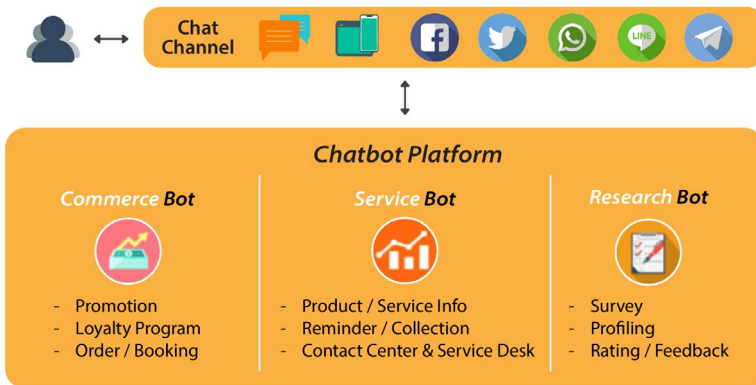 Chat
Channel
LINE
Chatbot Platform
Commerce Bot
Service Bot
Research Bot
- Promotion
- Loyalty Program
- Order / Booking
- Product / Service Info
- Reminder / Collection
- Contact Center & Service Desk
- Survey
- Profiling
- Rating / Feedback